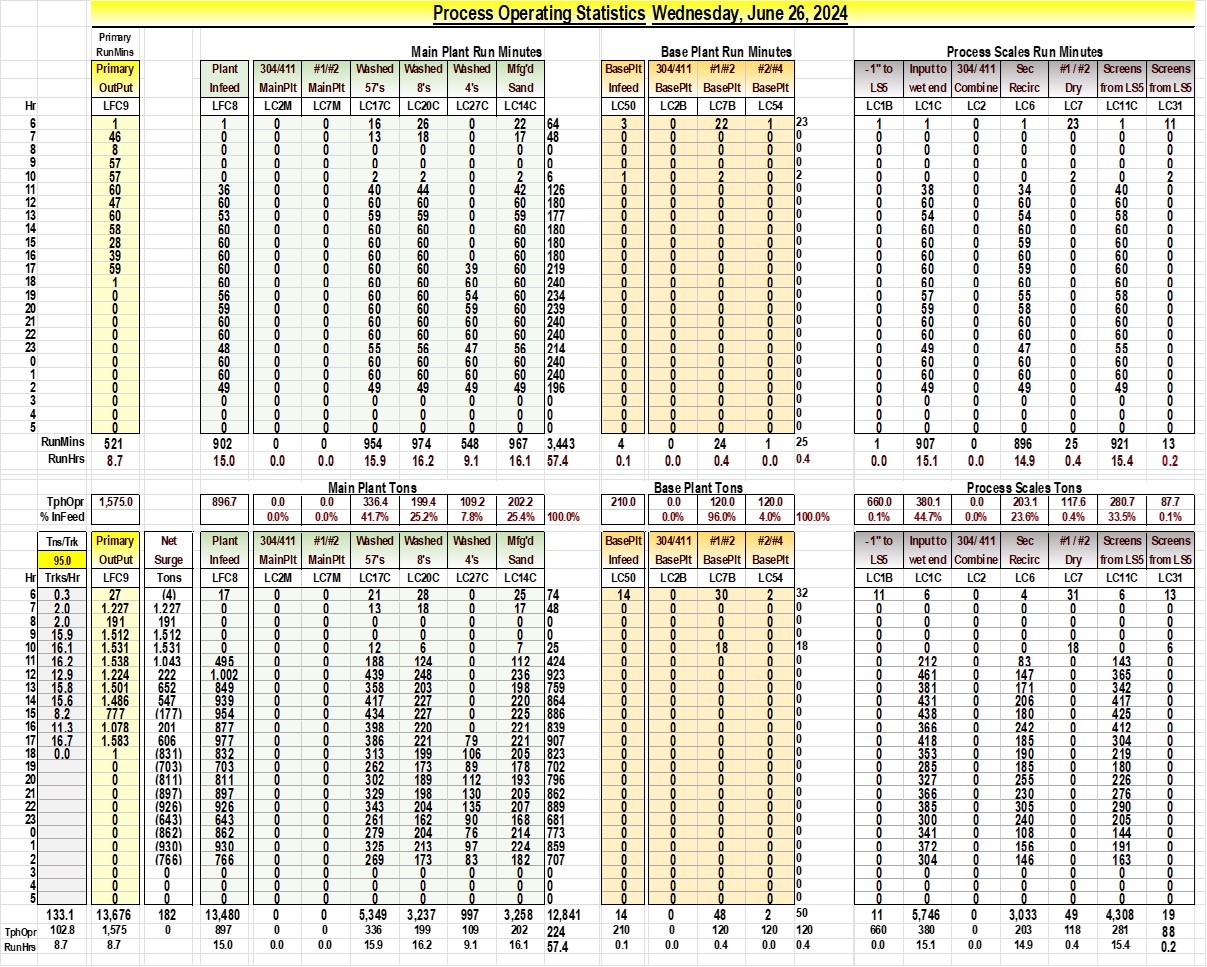 Process Operating Statistics Wednesday, June 26, 2024
Primary
RunMins Main Plant Run Minutes Base Plant Run Minutes Process Scales Run Minutes
Primary Plant 304/411 #1/#2 Washed Washed Washed Mfg'd BasePlt 304/411 #1/#2 #2/#4 -1" to Input to 304/411 Sec #1/#2 Screens Screens
OutPut Infeed MainPlt MainPlt 57's 8's 4's Sand Infeed BasePlt BasePlt BasePlt LS5 wet end Combine Recirc Dry from LS5 from LS5
Hr LFC9 LFC8 LC2M LC7M LC17C LC20C LC27C LC14C LC50 LC2B LC7B LC54 LC1B LC1C LC2 LC6 LC7 LC11C LC31
6 1 1 0 0 16 26 0 22 64 3 0 22 1 23 1 1 0 1 23 1 11
7 46 0 0 0 13 18 0 17 48 0 0 0 0 0 0 0 0 0 0 0 0
8 8 0 0 0 0 0 0 0 0 0 0 0 0 0 0 0 0 0 0 0 0
9 57 0 0 0 0 0 0 0 0 0 0 0 0 0 0 0 0 0 0 0 0
10 57 0 0 0 2 2 0 2 6 1 0 2 0 2 0 0 0 0 2 0 2
11 60 36 0 0 40 44 0 42 126 0 0 0 0 0 0 38 0 34 0 40 0
12 47 60 0 0 60 60 0 60 180 0 0 0 0 0 0 60 0 60 0 60 0
13 60 53 0 0 59 59 0 59 177 0 0 0 0 0 0 54 0 54 0 58 0
14 58 60 0 0 60 60 0 60 180 0 0 0 0 0 0 60 0 60 0 60 0
15 28 60 0 0 60 60 0 60 180 0 0 0 0 0 0 60 0 59 0 60 0
16 39 60 0 0 60 60 0 60 180 0 0 0 0 0 0 60 0 60 0 60 0
17 59 60 0 0 60 60 39 60 219 0 0 0 0 0 0 60 0 59 0 60 0
18 1 60 0 0 60 60 60 60 240 0 0 0 0 0 0 60 0 60 0 60 0
19 0 56 0 0 60 60 54 60 234 0 0 0 0 0 0 57 0 55 0 58 0
20 0 59 0 0 60 60 59 60 239 0 0 0 0 0 0 59 0 58 0 60 0
21 0 60 0 0 60 60 60 60 240 0 0 0 0 0 0 60 0 60 0 60 0
22 0 60 0 0 60 60 60 60 240 0 0 0 0 0 0 60 0 60 0 60 0
23 0 48 0 0 55 56 47 56 214 0 0 0 0 0 0 49 0 47 0 55 0
0 0 60 0 0 60 60 60 60 240 0 0 0 0 0 0 60 0 60 0 60 0
1 0 60 0 0 60 60 60 60 240 0 0 0 0 0 0 60 0 60 0 60 0
2 0 49 0 0 49 49 49 49 196 0 0 0 0 0 0 49 0 49 0 49 0
3 0 0 0 0 0 0 0 0 0 0 0 0 0 0 0 0 0 0 0 0 0
4 0 0 0 0 0 0 0 0 0 0 0 0 0 0 0 0 0 0 0 0 0
5 0 0 0 0 0 0 0 0 0 0 0 0 0 0 0 0 0 0 0 0 0
RunMins 521 902 0 0 954 974 548 967 3,443 4 0 24 1 25 1 907 0 896 25 921 13
RunHrs 8.7 15.0 0.0 0.0 15.9 16.2 9.1 16.1 57.4 0.1 0.0 0.4 0.0 0.4 0.0 15.1 0.0 14.9 0.4 15.4 0.2
Main Plant Tons Base Plant Tons Process Scales Tons
TphOpr 1,575.0 896.7 0.0 0.0 336.4 199.4 109.2 202.2 210.0 0.0 120.0 120.0 660.0 380.1 0.0 203.1 117.6 280.7 87.7
% InFeed 0.0% 0.0% 41.7% 25.2% 7.8% 25.4% 100.0% 0.0% 96.0% 4.0% 100.0% 0.1% 44.7% 0.0% 23.6% 0.4% 33.5% 0.1%
Tns/Trk Primary Net Plant 304/411 #1/#2 Washed Washed Washed Mfg'd BasePlt 304/411 #1/#2 #2/#4 -1" to Input to 304/411 Sec #1/#2 Screens Screens
95.0 OutPut Surge Infeed MainPlt MainPlt 57's 8's 4's Sand Infeed BasePlt BasePlt BasePlt LS5 wet end Combine Recirc Dry from LS5 from LS5
Hr Trks/Hr LFC9 Tons LFC8 LC2M LC7M LC17C LC20C LC27C LC14C LC50 LC2B LC7B LC54 LC1B LC1C LC2 LC6 LC7 LC11C LC31
6 0.3 27 (4) 17 0 0 21 28 0 25 74 14 0 30 2 32 11 6 0 4 31 6 13
7 2.0 1,227 1,227 0 0 0 13 18 0 17 48 0 0 0 0 0 0 0 0 0 0 0 0
8 2.0 191 191 0 0 0 0 0 0 0 0 0 0 0 0 0 0 0 0 0 0 0 0
9 15.9 1,512 1,512 0 0 0 0 0 0 0 0 0 0 0 0 0 0 0 0 0 0 0 0
10 16.1 1,531 1,531 0 0 0 12 6 0 7 25 0 0 18 0 18 0 0 0 0 18 0 6
11 16.2 1,538 1,043 495 0 0 188 124 0 112 424 0 0 0 0 0 0 212 0 83 0 143 0
12 12.9 1,224 222 1,002 0 0 439 248 0 236 923 0 0 0 0 0 0 461 0 147 0 365 0
13 15.8 1,501 652 849 0 0 358 203 0 198 759 0 0 0 0 0 0 381 0 171 0 342 0
14 15.6 1,486 547 939 0 0 417 227 0 220 864 0 0 0 0 0 0 431 0 206 0 417 0
15 8.2 777 (177) 954 0 0 434 227 0 225 886 0 0 0 0 0 0 438 0 180 0 425 0
16 11.3 1,078 201 877 0 0 398 220 0 221 839 0 0 0 0 0 0 366 0 242 0 412 0
17 16.7 1,583 606 977 0 0 386 221 79 221 907 0 0 0 0 0 0 418 0 185 0 304 0
18 0.0 1 (831) 832 0 0 313 199 106 205 823 0 0 0 0 0 0 353 0 190 0 219 0
19 0 (703) 703 0 0 262 173 89 178 702 0 0 0 0 0 0 285 0 185 0 180 0
20 0 (811) 811 0 0 302 189 112 193 796 0 0 0 0 0 0 327 0 255 0 226 0
21 0 (897) 897 0 0 329 198 130 205 862 0 0 0 0 0 0 366 0 230 0 276 0
22 0 (926) 926 0 0 343 204 135 207 889 0 0 0 0 0 0 385 0 305 0 290 0
23 0 (643) 643 0 0 261 162 90 168 681 0 0 0 0 0 0 300 0 240 0 205 0
0 0 (862) 862 0 0 279 204 76 214 773 0 0 0 0 0 0 341 0 108 0 144 0
1 0 (930) 930 0 0 325 213 97 224 859 0 0 0 0 0 0 372 0 156 0 191 0
2 0 (766) 766 0 0 269 173 83 182 707 0 0 0 0 0 0 304 0 146 0 163 0
3 0 0 0 0 0 0 0 0 0 0 0 0 0 0 0 0 0 0 0 0 0 0
4 0 0 0 0 0 0 0 0 0 0 0 0 0 0 0 0 0 0 0 0 0 0
5 0 0 0 0 0 0 0 0 0 0 0 0 0 0 0 0 0 0 0 0 0 0
133.1 13,676 182 13,480 0 0 5,349 3,237 997 3,258 12,841 14 0 48 2 50 11 5,746 0 3,033 49 4,308 19
TphOpr 102.8 1,575 0 897 0 0 336 199 109 202 224 210 0 120 120 120 660 380 0 203 118 281 88
RunHrs 8.7 8.7 15.0 0.0 0.0 15.9 16.2 9.1 16.1 57.4 0.1 0.0 0.4 0.0 0.4 0.0 15.1 0.0 14.9 0.4 15.4 0.2